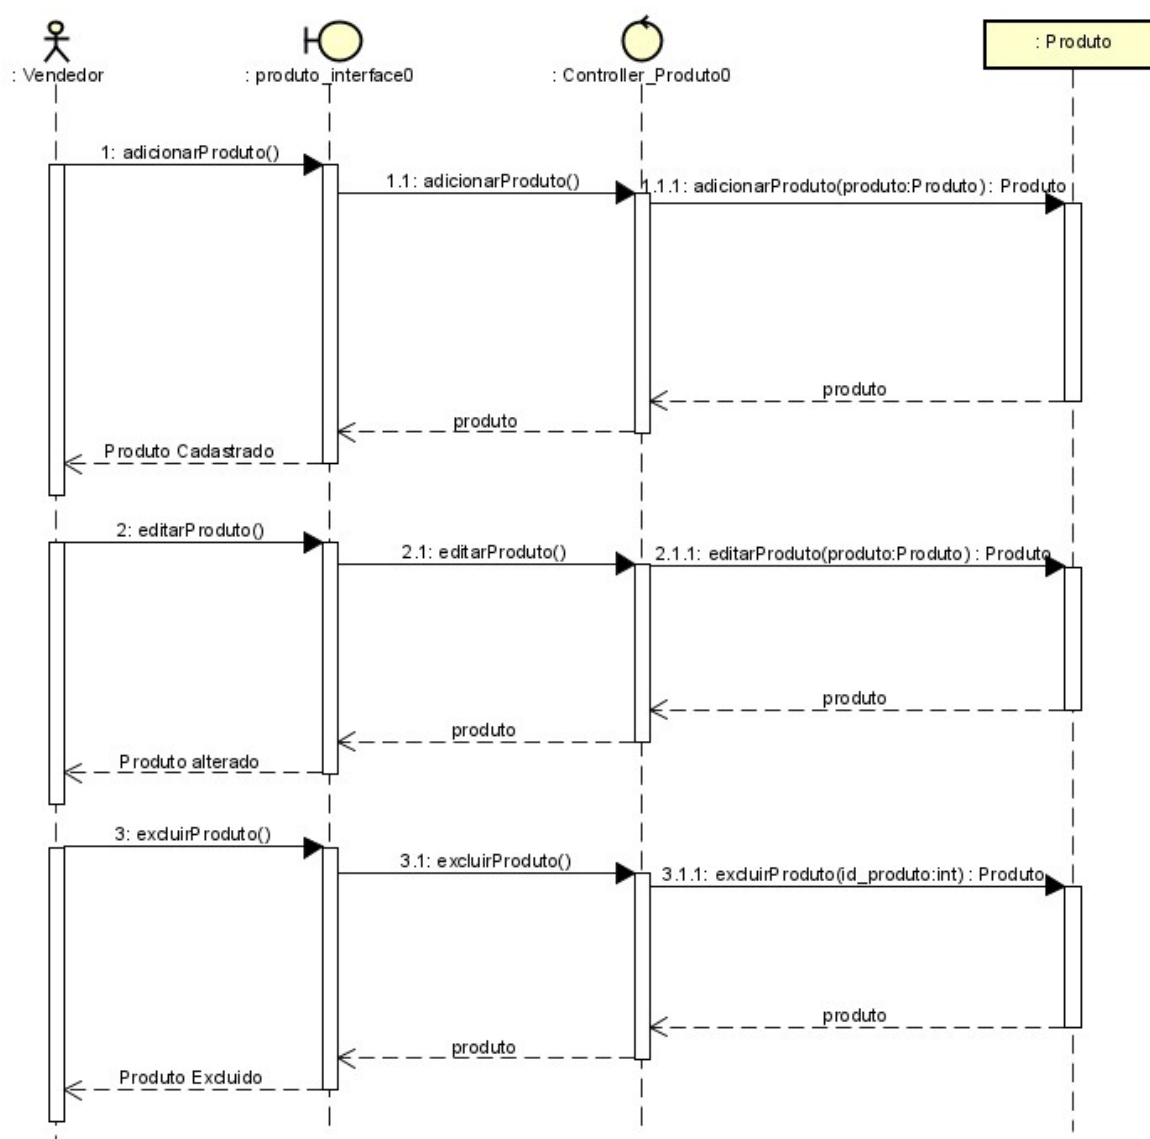 : Vendedor
: produto_interface0
: Controller_Produto0
: Produto
1: adicionarProduto()
1.1: adicionarProduto()
1.1.1: adicionarProduto(produto:Produto) : Produto
produto
produto
Produto Cadastrado
2: editarProduto()
2.1: editarProduto()
2.1.1: editarProduto(produto:Produto) : Produto
produto
produto
Produto alterado
3: excluirProduto()
3.1: excluirProduto()
3.1.1: excluirProduto(id_produto:int) : Produto
produto
produto
Produto Excluido